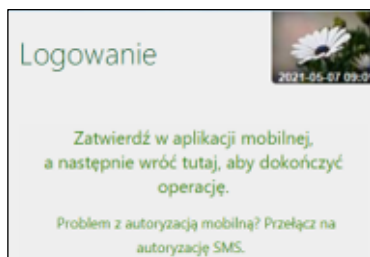 Logowanie
2021-05-07 09:0
Zatwierdź w aplikacji mobilnej,
a następnie wróć tutaj, aby dokończyć
operację.
Problem z autoryzacją mobilną? Przełącz na
autoryzację SMS.